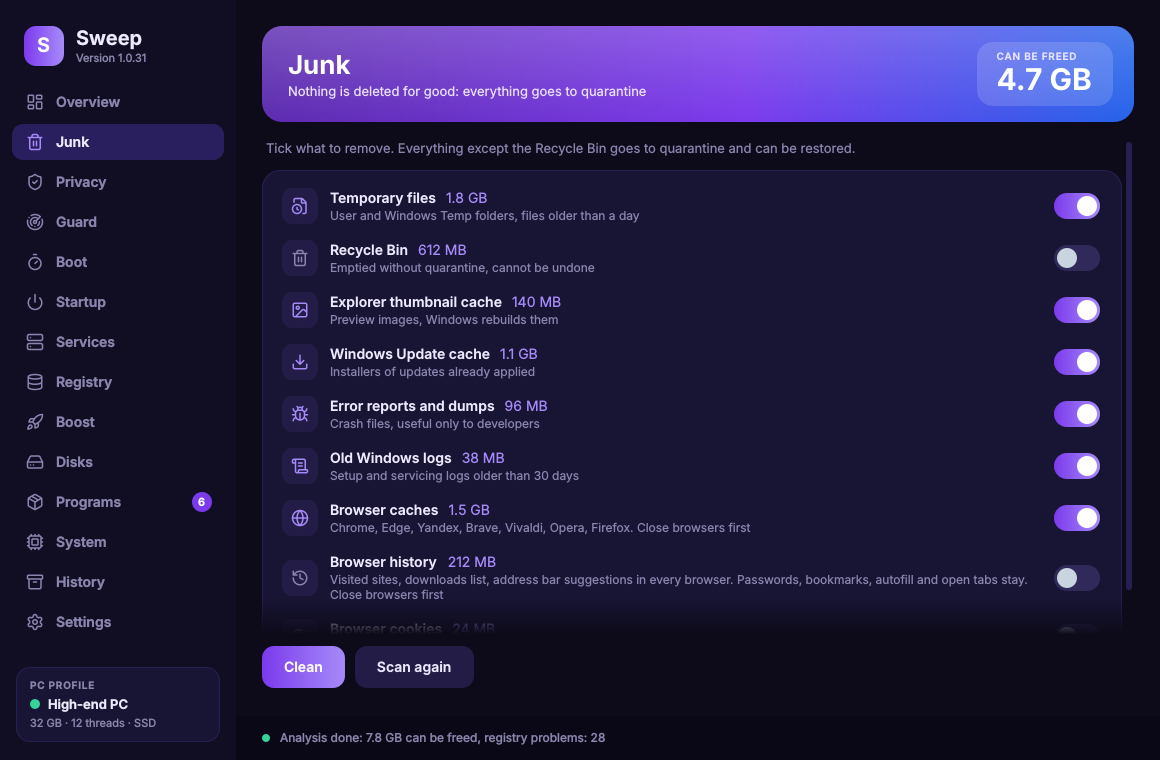 S
Sweep
Version 1.0.31
Overview
Junk
Privacy
Guard
Boot
Startup
Services
Registry
Boost
Disks
Programs
6
System
History
Settings
PC PROFILE
High-end PC
32 GB · 12 threads · SSD
Junk
Nothing is deleted for good: everything goes to quarantine
CAN BE FREED
4.7 GB
Tick what to remove. Everything except the Recycle Bin goes to quarantine and can be restored.
Temporary files 1.8 GB
User and Windows Temp folders, files older than a day
Recycle Bin 612 MB
Emptied without quarantine, cannot be undone
Explorer thumbnail cache 140 MB
Preview images, Windows rebuilds them
Windows Update cache 1.1 GB
Installers of updates already applied
Error reports and dumps 96 MB
Crash files, useful only to developers
Old Windows logs 38 MB
Setup and servicing logs older than 30 days
Browser caches 1.5 GB
Chrome, Edge, Yandex, Brave, Vivaldi, Opera, Firefox. Close browsers first
Browser history 212 MB
Visited sites, downloads list, address bar suggestions in every browser. Passwords, bookmarks, autofill and open tabs stay.
Close browsers first
Browser cookies 24 MB
Clean
Scan again
Analysis done: 7.8 GB can be freed, registry problems: 28